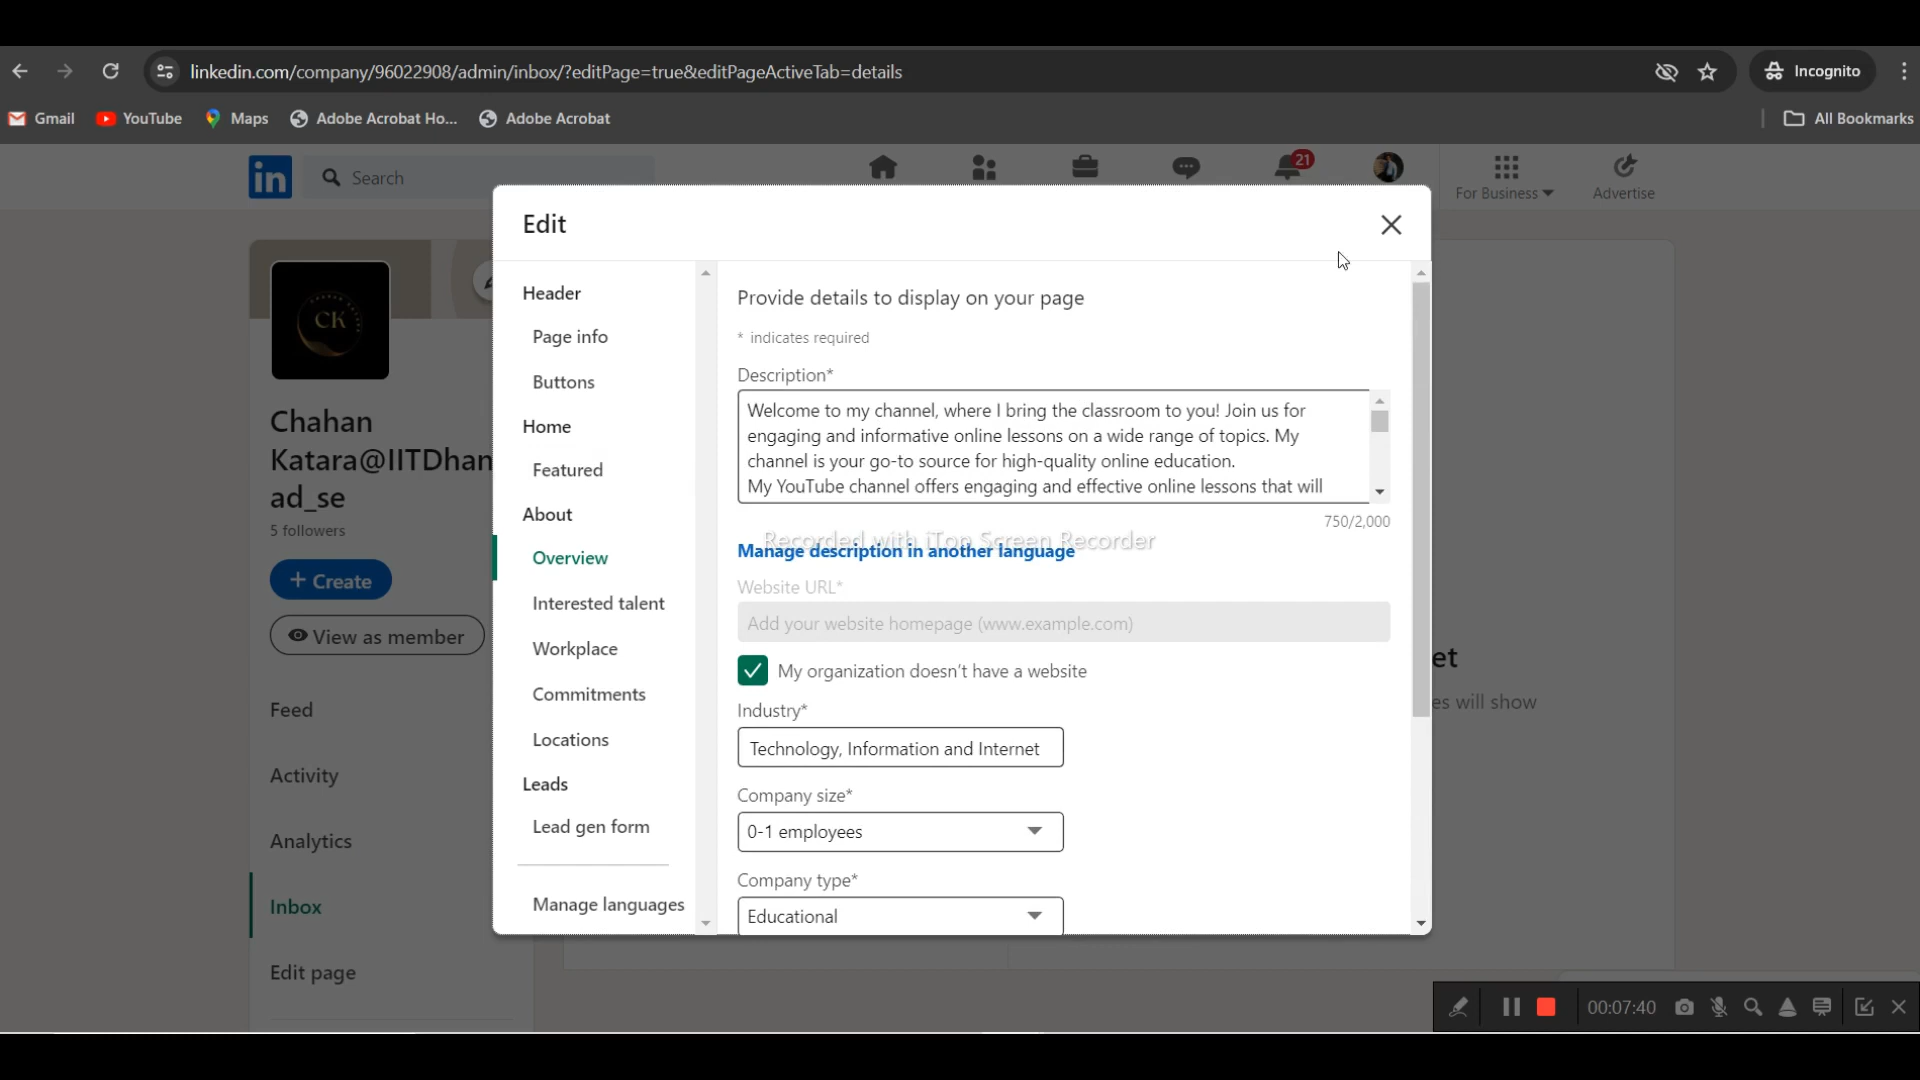 linkedin.com/company/96022908/admin/inbox/?editPage=true&editPageActiveTab=details
Incognito
Gmail
YouTube
Maps
Adobe Acrobat Ho...
Adobe Acrobat
All Bookmarks
in
Search
21
For Business
Advertise
CK
Chahan
Katara@IITDhan
ad_se
5 followers
+ Create
View as member
Feed
Activity
Analytics
Inbox
Edit page
Edit
Header
Page info
Buttons
Home
Featured
About
Overview
Interested talent
Workplace
Commitments
Locations
Leads
Lead gen form
Manage languages
Provide details to display on your page
* indicates required
Description*
Welcome to my channel, where I bring the classroom to you! Join us for
engaging and informative online lessons on a wide range of topics. My
channel is your go-to source for high-quality online education.
My YouTube channel offers engaging and effective online lessons that will
750/2,000
Recorded with iTop Screen Recorder
Manage description in another language
Website URL*
Add your website homepage (www.example.com)
My organization doesn't have a website
Industry*
Technology, Information and Internet
Company size*
0-1 employees
Company type*
Educational
et
es will show
00:07:40